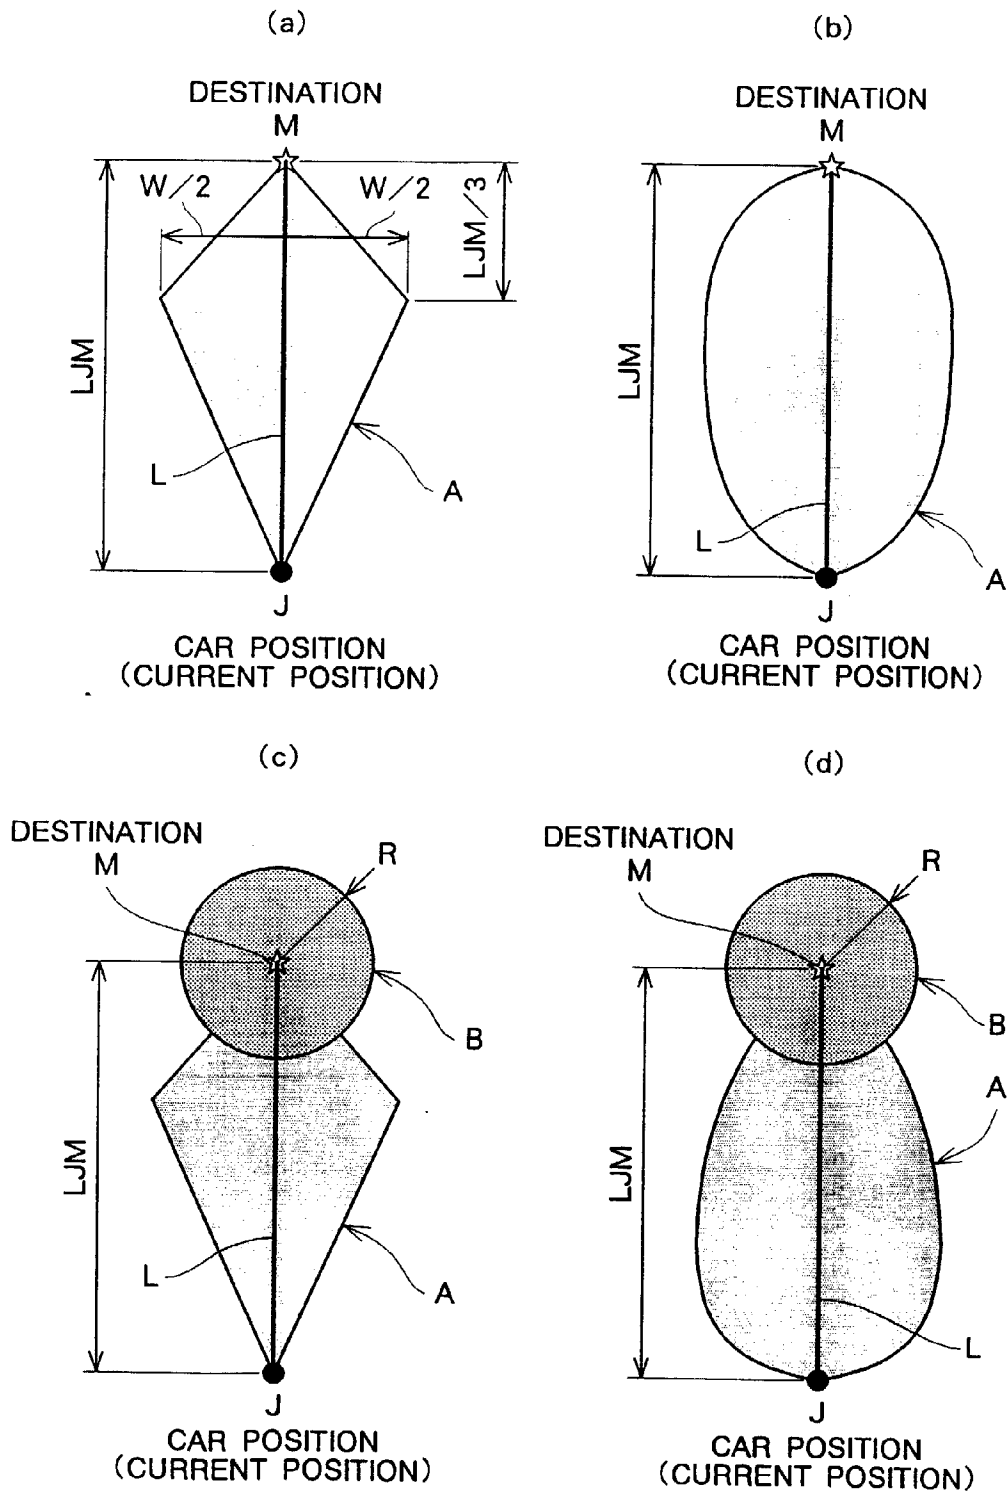 (a)
DESTINATION
M
W/2
W/2
LJM/3
LJM
L
A
J
CAR POSITION
(CURRENT POSITION)
(b)
DESTINATION
M
LJM
L
A
J
CAR POSITION
(CURRENT POSITION)
(c)
DESTINATION
M
R
B
LJM
L
A
J
CAR POSITION
(CURRENT POSITION)
(d)
DESTINATION
M
R
B
A
LJM
L
J
CAR POSITION
(CURRENT POSITION)